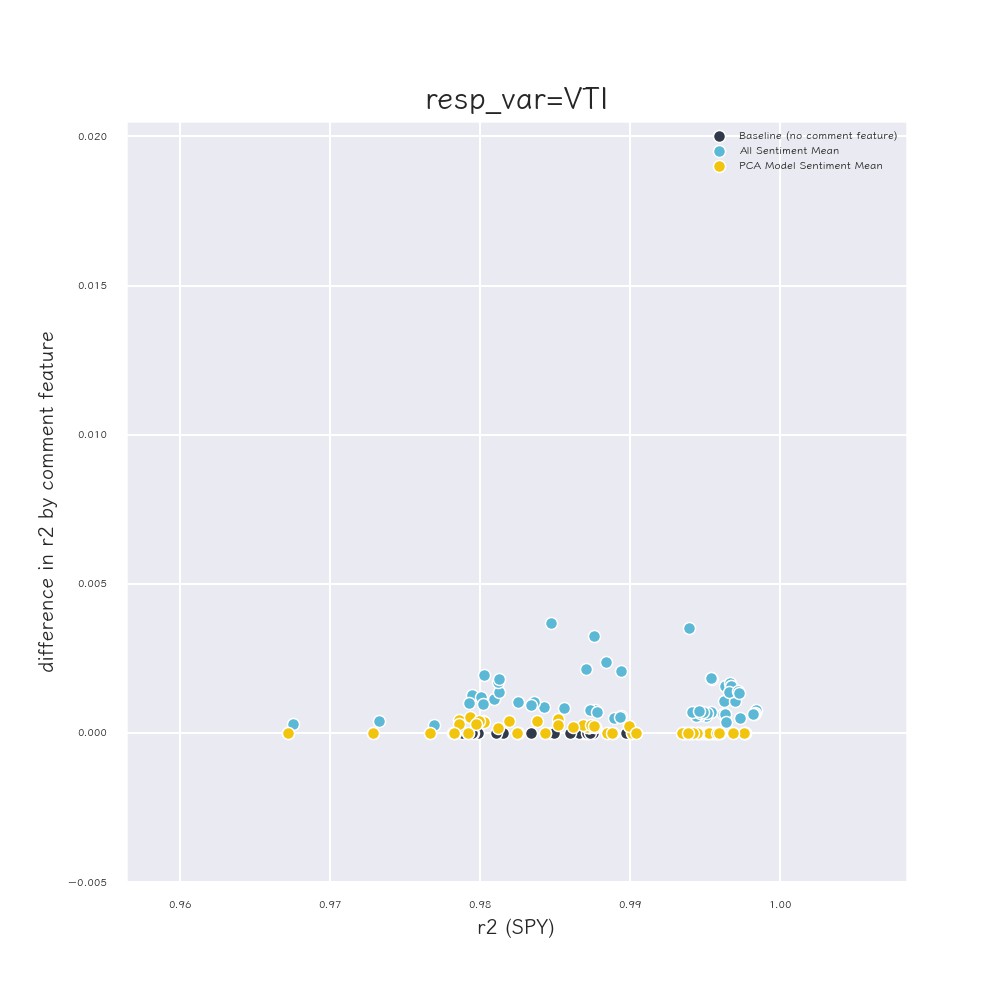 resp_var=VTI
Baseline (no comment feature)
All Sentiment Mean
PCA Model Sentiment Mean
difference in r2 by comment feature
0.020
0.015
0.010
0.005
0.000
−0.005
0.96 0.97 0.98 0.99 1.00
r2 (SPY)